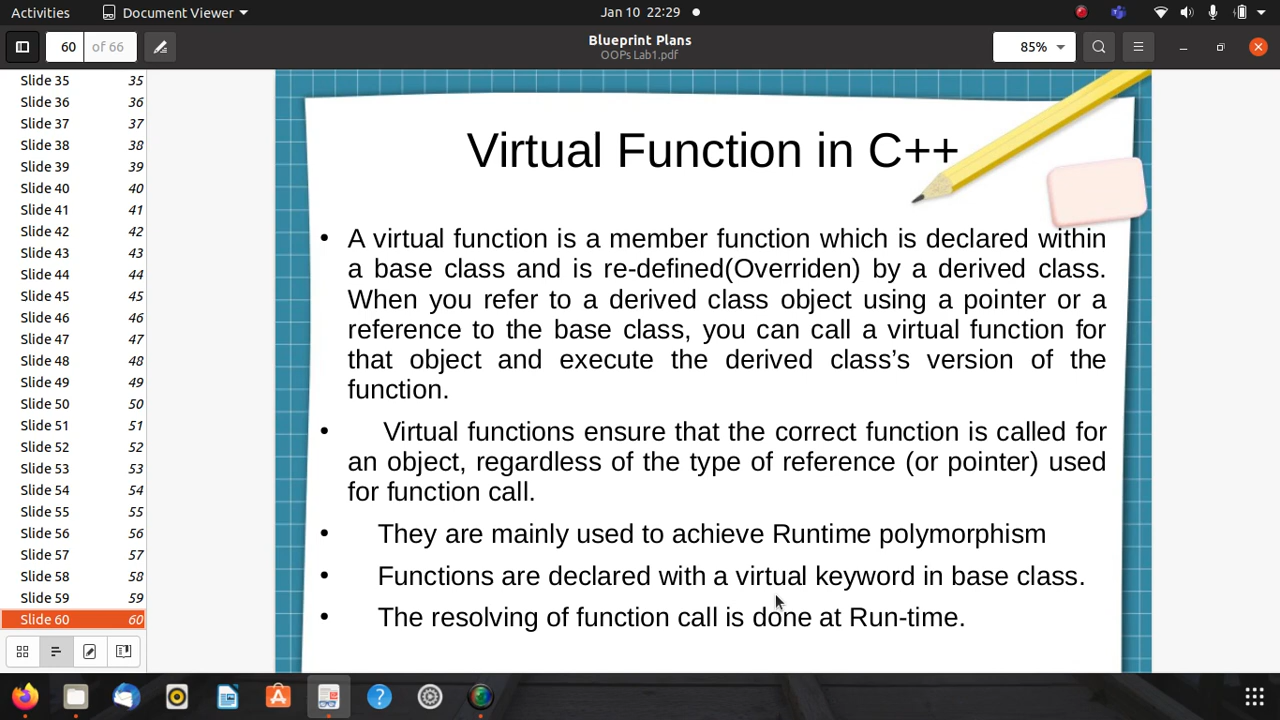 Activities
Document Viewer
Jan 10 22:29
60 of 66
Blueprint Plans
OOPs Lab1.pdf
85%
Slide 35 35
Slide 36 36
Slide 37 37
Slide 38 38
Slide 39 39
Slide 40 40
Slide 41 41
Slide 42 42
Slide 43 43
Slide 44 44
Slide 45 45
Slide 46 46
Slide 47 47
Slide 48 48
Slide 49 49
Slide 50 50
Slide 51 51
Slide 52 52
Slide 53 53
Slide 54 54
Slide 55 55
Slide 56 56
Slide 57 57
Slide 58 58
Slide 59 59
Slide 60 60
Virtual Function in C++
• A virtual function is a member function which is declared within
a base class and is re-defined(Overriden) by a derived class.
When you refer to a derived class object using a pointer or a
reference to the base class, you can call a virtual function for
that object and execute the derived class’s version of the
function.
• Virtual functions ensure that the correct function is called for
an object, regardless of the type of reference (or pointer) used
for function call.
• They are mainly used to achieve Runtime polymorphism
• Functions are declared with a virtual keyword in base class.
• The resolving of function call is done at Run-time.